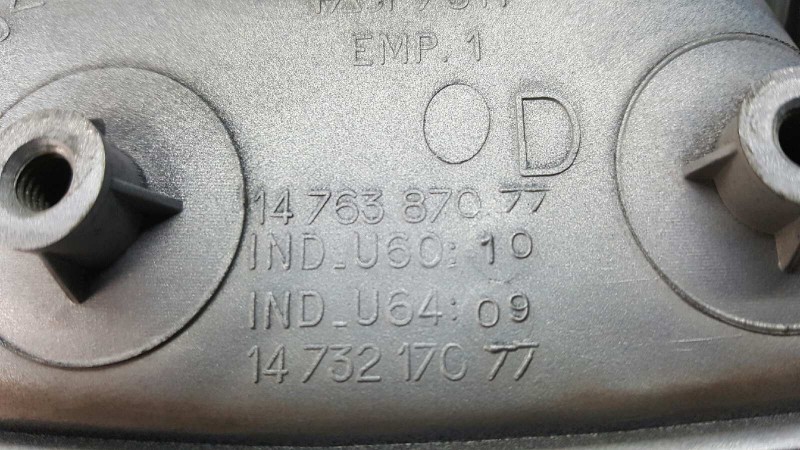 EMP. 1
D
14 763 870 77
IND_U60: 10
IND_U64: 09
14 732 170 77